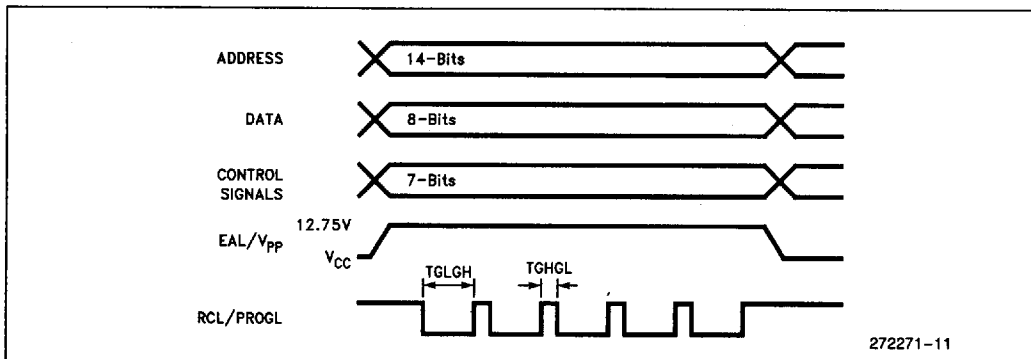 ADDRESS
14-Bits
DATA
8-Bits
CONTROL
SIGNALS
7-Bits
12.75V
EAL/VPP
VCC
TGLGH
TGHGL
RCL/PROGL
272271-11